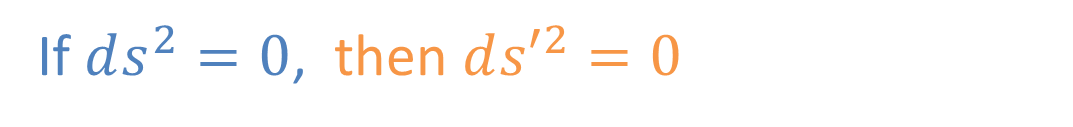 If ds² = 0, then ds′² = 0